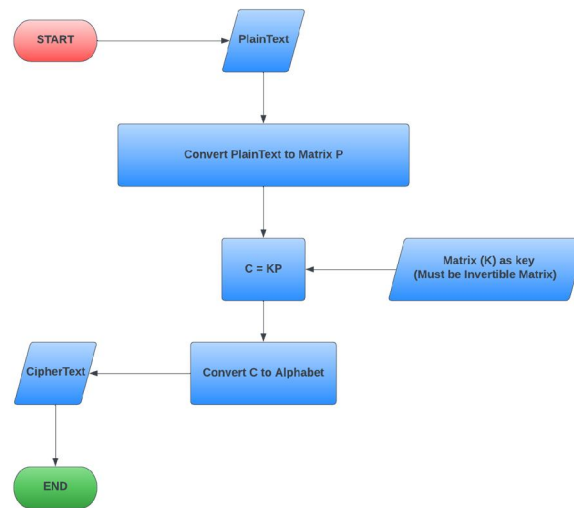 START
PlainText
Convert PlainText to Matrix P
C = KP
Matrix (K) as key
(Must be Invertible Matrix)
Convert C to Alphabet
CipherText
END